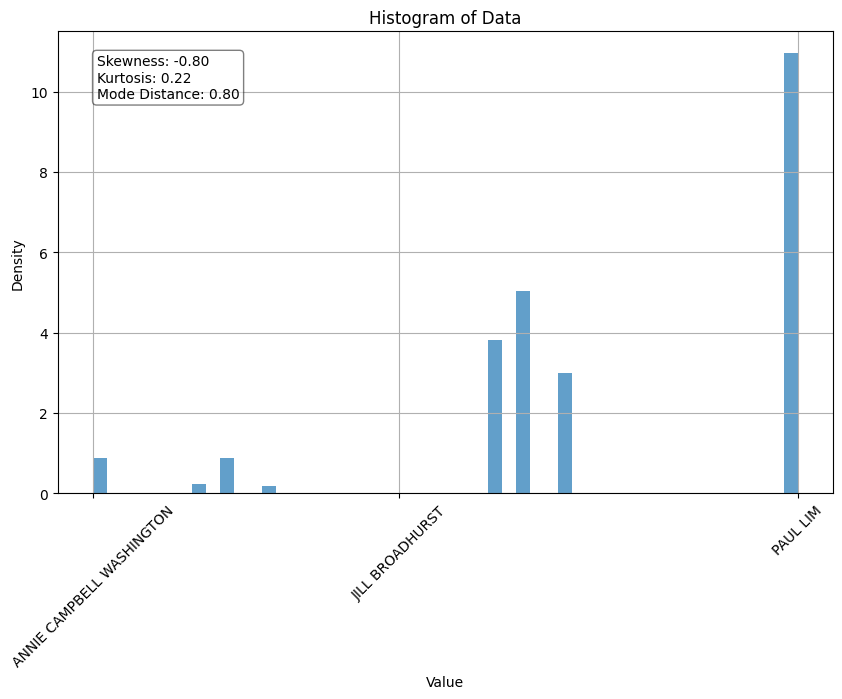 Histogram of Data
Skewness: -0.80
Kurtosis: 0.22
Mode Distance: 0.80
Density
10
8
6
4
2
0
ANNIE CAMPBELL WASHINGTON
JILL BROADHURST
PAUL LIM
Value